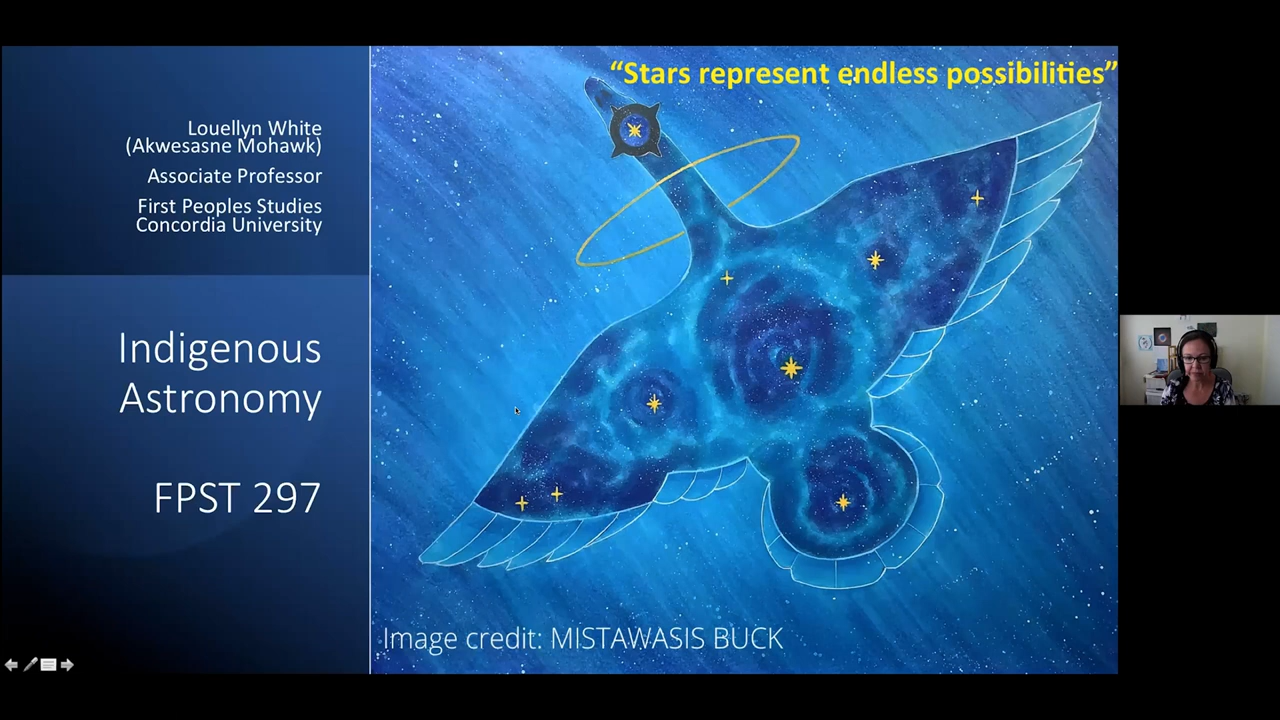 Louellyn White
(Akwesasne Mohawk)
Associate Professor
First Peoples Studies
Concordia University
Indigenous
Astronomy
FPST 297
“Stars represent endless possibilities”
Image credit: MISTAWASIS BUCK